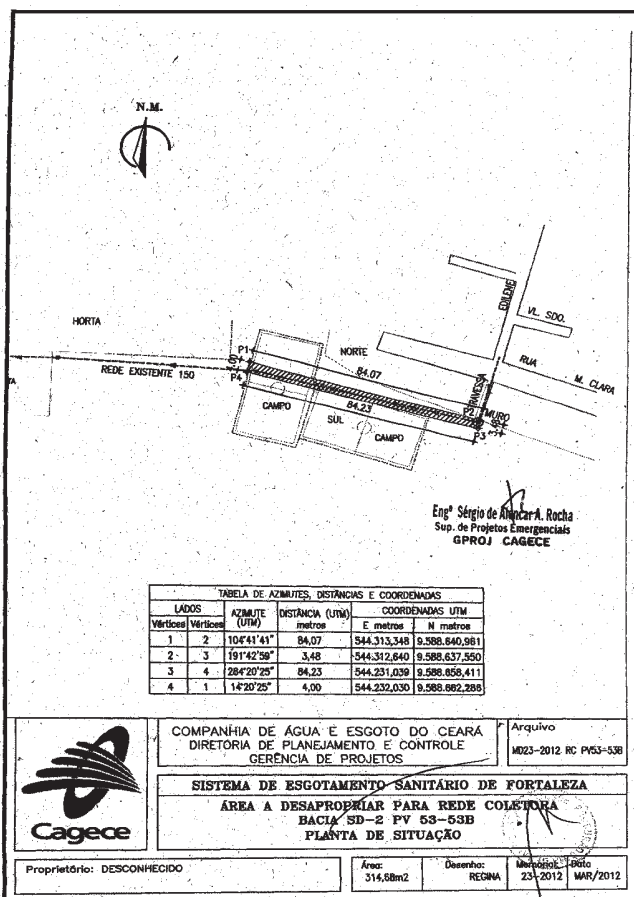 N.M.
EDILENE
VL. SDO.
HORTA
P1
NORTE
RUA
M. CLARA
REDE EXISTENTE 150
P4
84.07
CAMPO
84.23
SUL
CAMPO
P2
MURO
P3
Engº Sérgio de Alencar A. Rocha
Sup. de Projetos Emergenciais
GPROJ CAGECE
TABELA DE AZIMUTES, DISTÂNCIAS E COORDENADAS
LADOS AZIMUTE (UTM) DISTÂNCIA (UTM) metros COORDENADAS UTM
Vértices Vértices E metros N metros
1 2 104°41'41" 84,07 544.313,348 9.588.640,961
2 3 191°42'59" 3,48 544.312,640 9.588.637,550
3 4 284°20'25" 84,23 544.231,039 9.588.658,411
4 1 14°20'25" 4,00 544.232,030 9.588.662,286
Cagece
COMPANHIA DE ÁGUA E ESGOTO DO CEARÁ
DIRETORIA DE PLANEJAMENTO E CONTROLE
GERÊNCIA DE PROJETOS
Arquivo
MD23-2012 RC PV53-53B
SISTEMA DE ESGOTAMENTO SANITÁRIO DE FORTALEZA
ÁREA A DESAPROPRIAR PARA REDE COLETORA
BACIA SD-2 PV 53-53B
PLANTA DE SITUAÇÃO
Proprietário: DESCONHECIDO
Área:
314,68m2
Desenho:
REGINA
Memorial:
23-2012
Data
MAR/2012